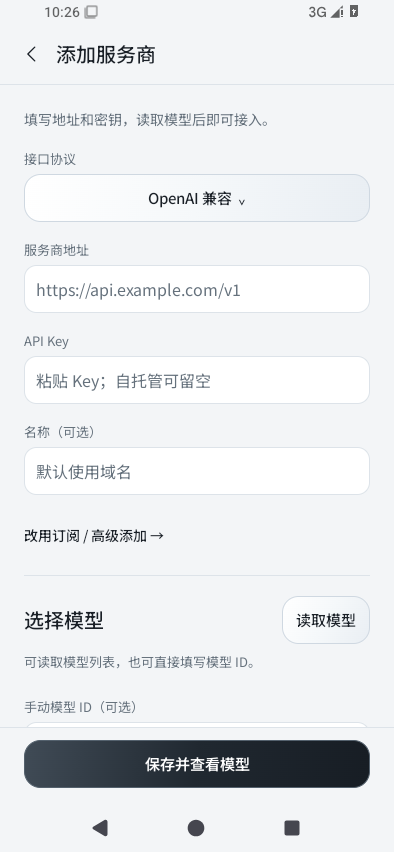 10:26
3G
添加服务商
填写地址和密钥，读取模型后即可接入。
接口协议
OpenAI 兼容
服务商地址
https://api.example.com/v1
API Key
粘贴 Key；自托管可留空
名称（可选）
默认使用域名
改用订阅 / 高级添加 →
选择模型
读取模型
可读取模型列表，也可直接填写模型 ID。
手动模型 ID（可选）
保存并查看模型